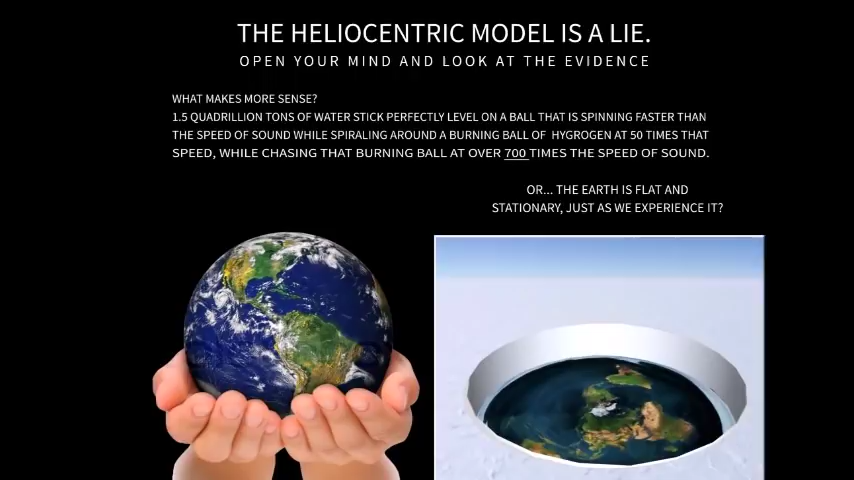 THE HELIOCENTRIC MODEL IS A LIE.
OPEN YOUR MIND AND LOOK AT THE EVIDENCE
WHAT MAKES MORE SENSE?
1.5 QUADRILLION TONS OF WATER STICK PERFECTLY LEVEL ON A BALL THAT IS SPINNING FASTER THAN
THE SPEED OF SOUND WHILE SPIRALING AROUND A BURNING BALL OF HYGROGEN AT 50 TIMES THAT
SPEED, WHILE CHASING THAT BURNING BALL AT OVER 700 TIMES THE SPEED OF SOUND.
OR... THE EARTH IS FLAT AND
STATIONARY, JUST AS WE EXPERIENCE IT?